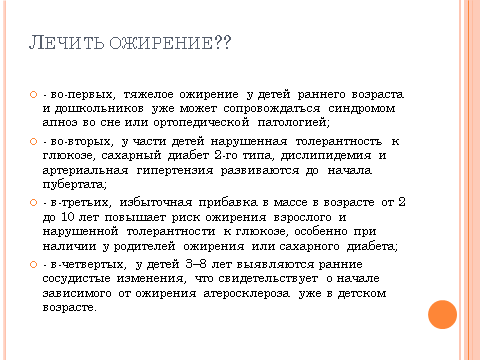 ЛЕЧИТЬ ОЖИРЕНИЕ??
- во-первых, тяжелое ожирение у детей раннего возраста
и дошкольников уже может сопровождаться синдромом
апноэ во сне или ортопедической патологией;
- во-вторых, у части детей нарушенная толерантность к
глюкозе, сахарный диабет 2-го типа, дислипидемия и
артериальная гипертензия развиваются до начала
пубертата;
- в-третьих, избыточная прибавка в массе в возрасте от 2
до 10 лет повышает риск ожирения взрослого и
нарушенной толерантности к глюкозе, особенно при
наличии у родителей ожирения или сахарного диабета;
- в-четвертых, у детей 3–8 лет выявляются ранние
сосудистые изменения, что свидетельствует о начале
зависимого от ожирения атеросклероза. уже в детском
возрасте.